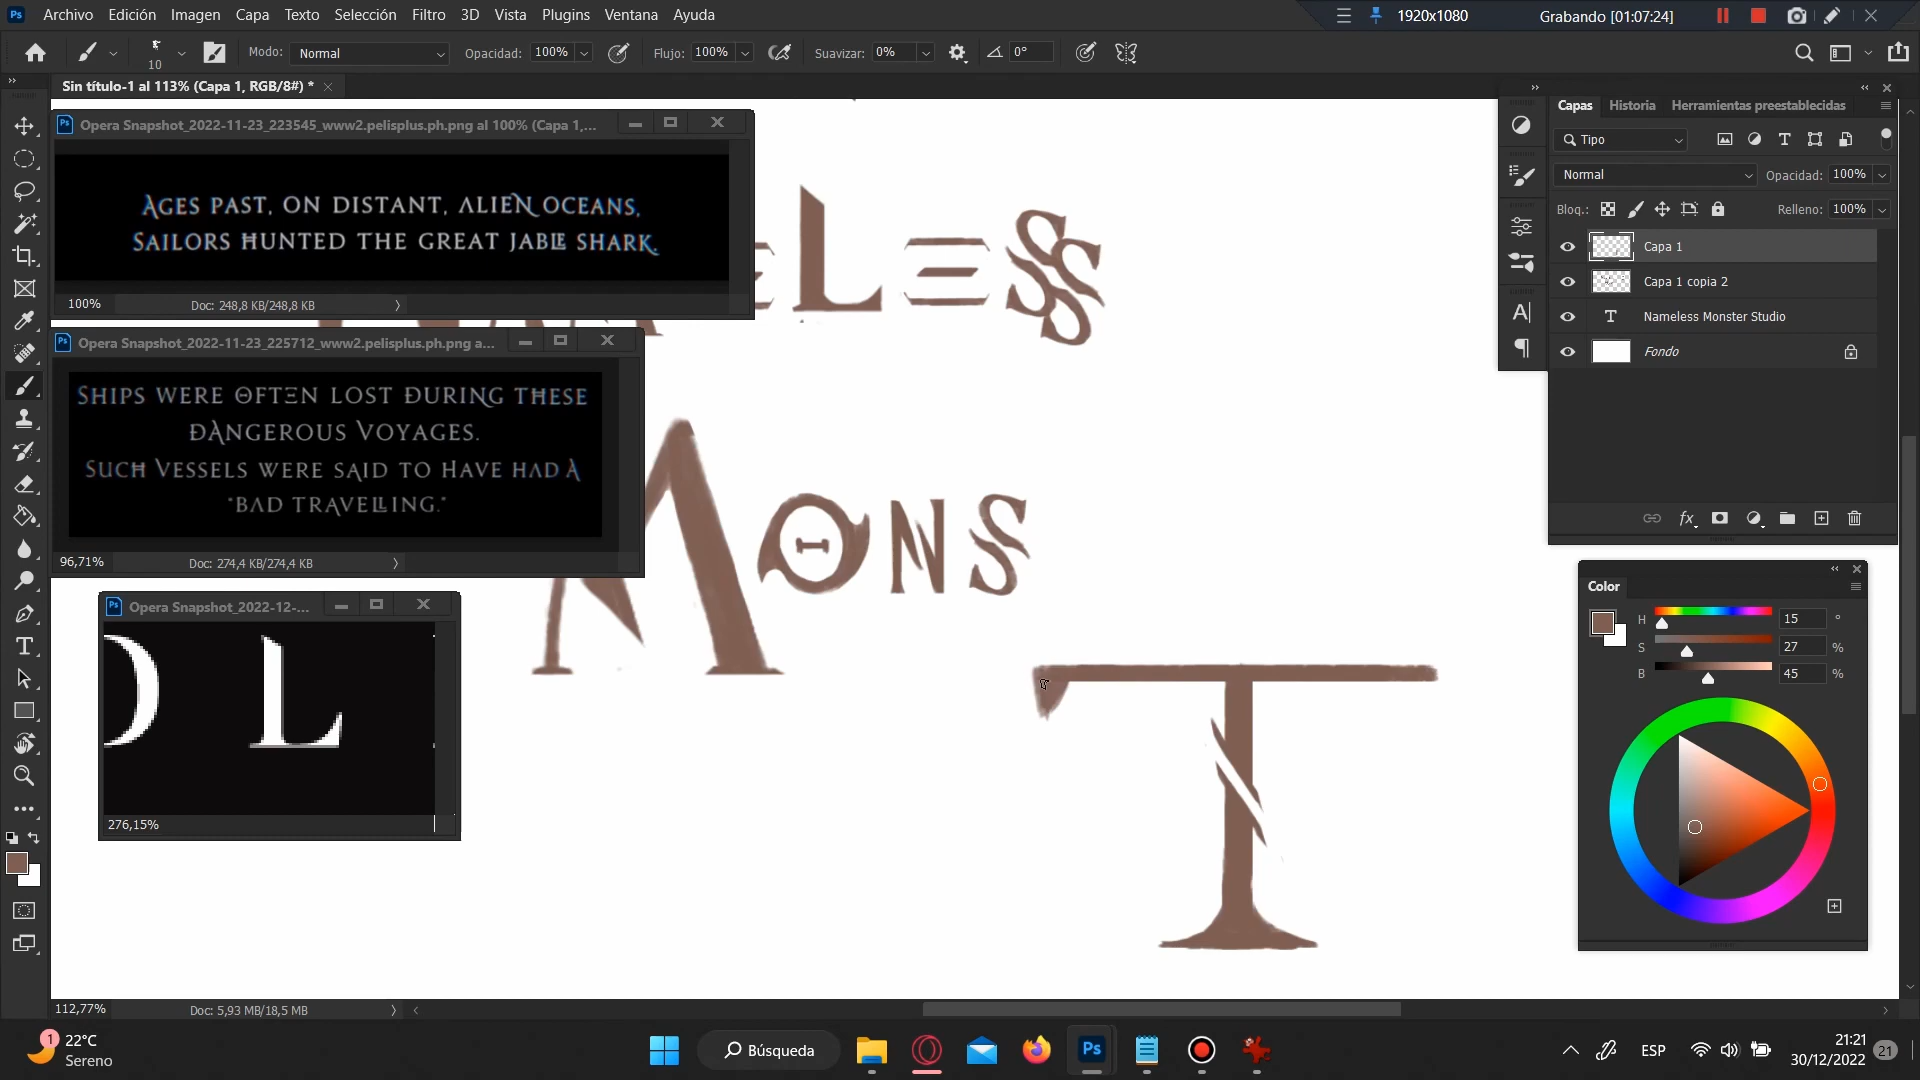 Archivo Edición Imagen Capa Texto Selección Filtro 3D Vista Plugins Ventana Ayuda
1920x1080 Grabando [01:07:24]
10 Modo: Normal Opacidad: 100% Flujo: 100% Suavizar: 0% 0°
Sin título-1 al 113% (Capa 1, RGB/8#) *
Opera Snapshot_2022-11-23_223545_www2.pelisplus.ph.png al 100% (Capa 1,...
AGES PAST, ON DISTANT, ALIEN OCEANS,
SAILORS HUNTED THE GREAT JABLE SHARK.
100% Doc: 248,8 KB/248,8 KB
LESS
Opera Snapshot_2022-11-23_225712_www2.pelisplus.ph.png a...
SHIPS WERE OFTEN LOST DURING THESE
DANGEROUS VOYAGES.
SUCH VESSELS WERE SAID TO HAVE HAD A
"BAD TRAVELLING."
96,71% Doc: 274,4 KB/274,4 KB
MONS
Opera Snapshot_2022-12-...
L
276,15%
T
Capas Historia Herramientas preestablecidas
Tipo
Normal Opacidad: 100%
Bloq.: Relleno: 100%
Capa 1
Capa 1 copia 2
T Nameless Monster Studio
Fondo
fx
Color
H 15 °
S 27 %
B 45 %
112,77% Doc: 5,93 MB/18,5 MB
1 22°C
Sereno
Búsqueda
ESP
21:21
30/12/2022
21